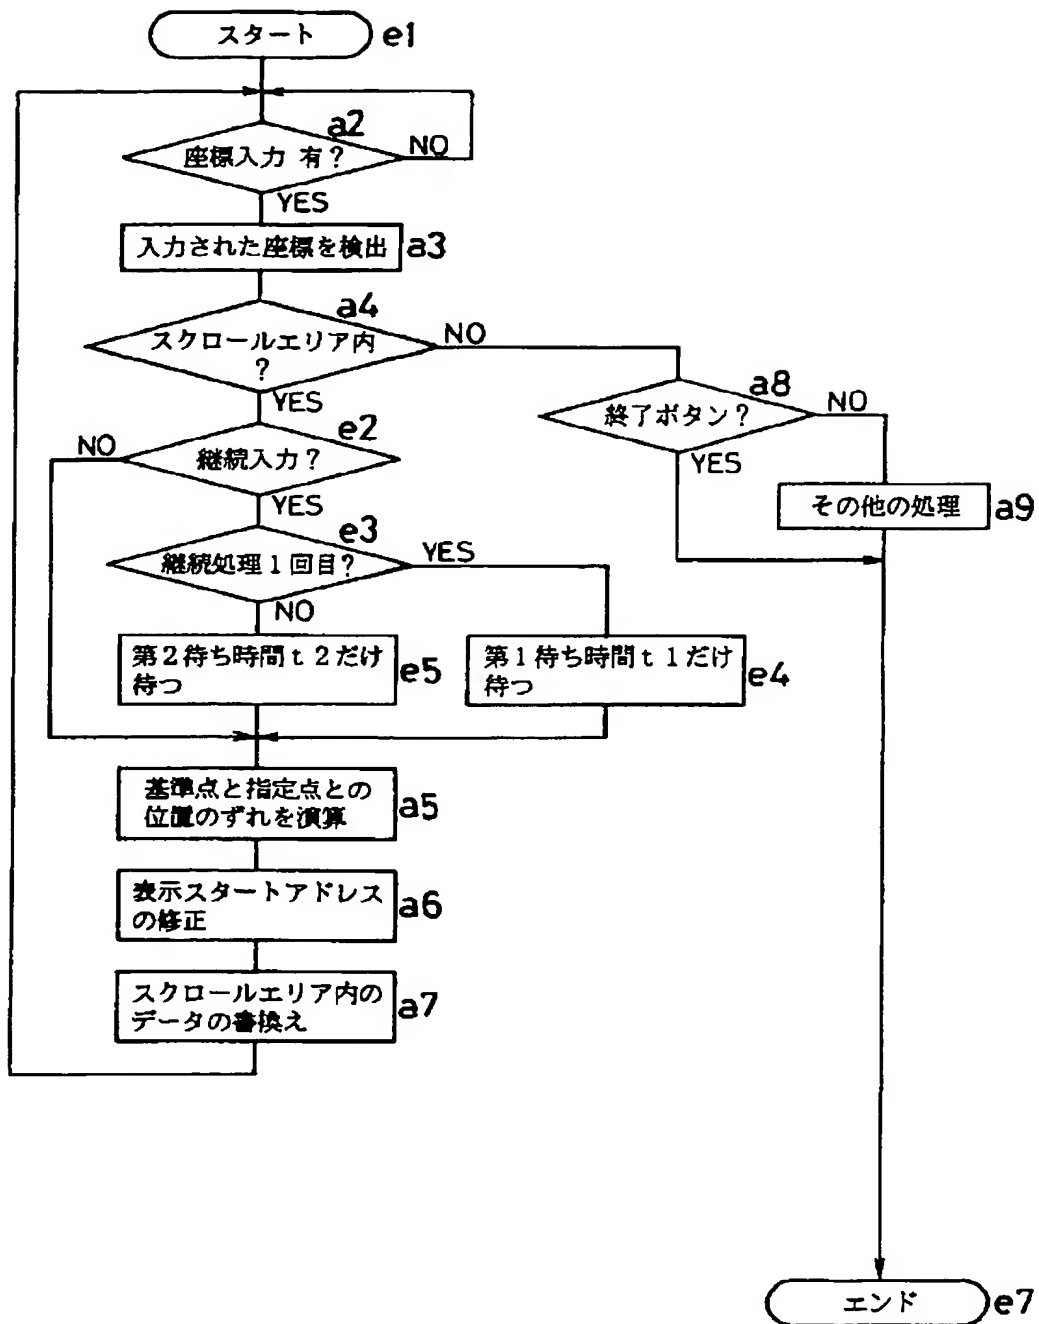 スタート e1
a2
座標入力 有? NO
YES
入力された座標を検出 a3
a4
スクロールエリア内 NO
?
YES
a8
終了ボタン? NO
YES
その他の処理 a9
e2
NO 継続入力?
YES
e3
継続処理1回目? YES
NO
第2待ち時間t2だけ
待つ e5
第1待ち時間t1だけ
待つ e4
基準点と指定点との
位置のずれを演算 a5
表示スタートアドレス
の修正 a6
スクロールエリア内の
データの書換え a7
エンド e7